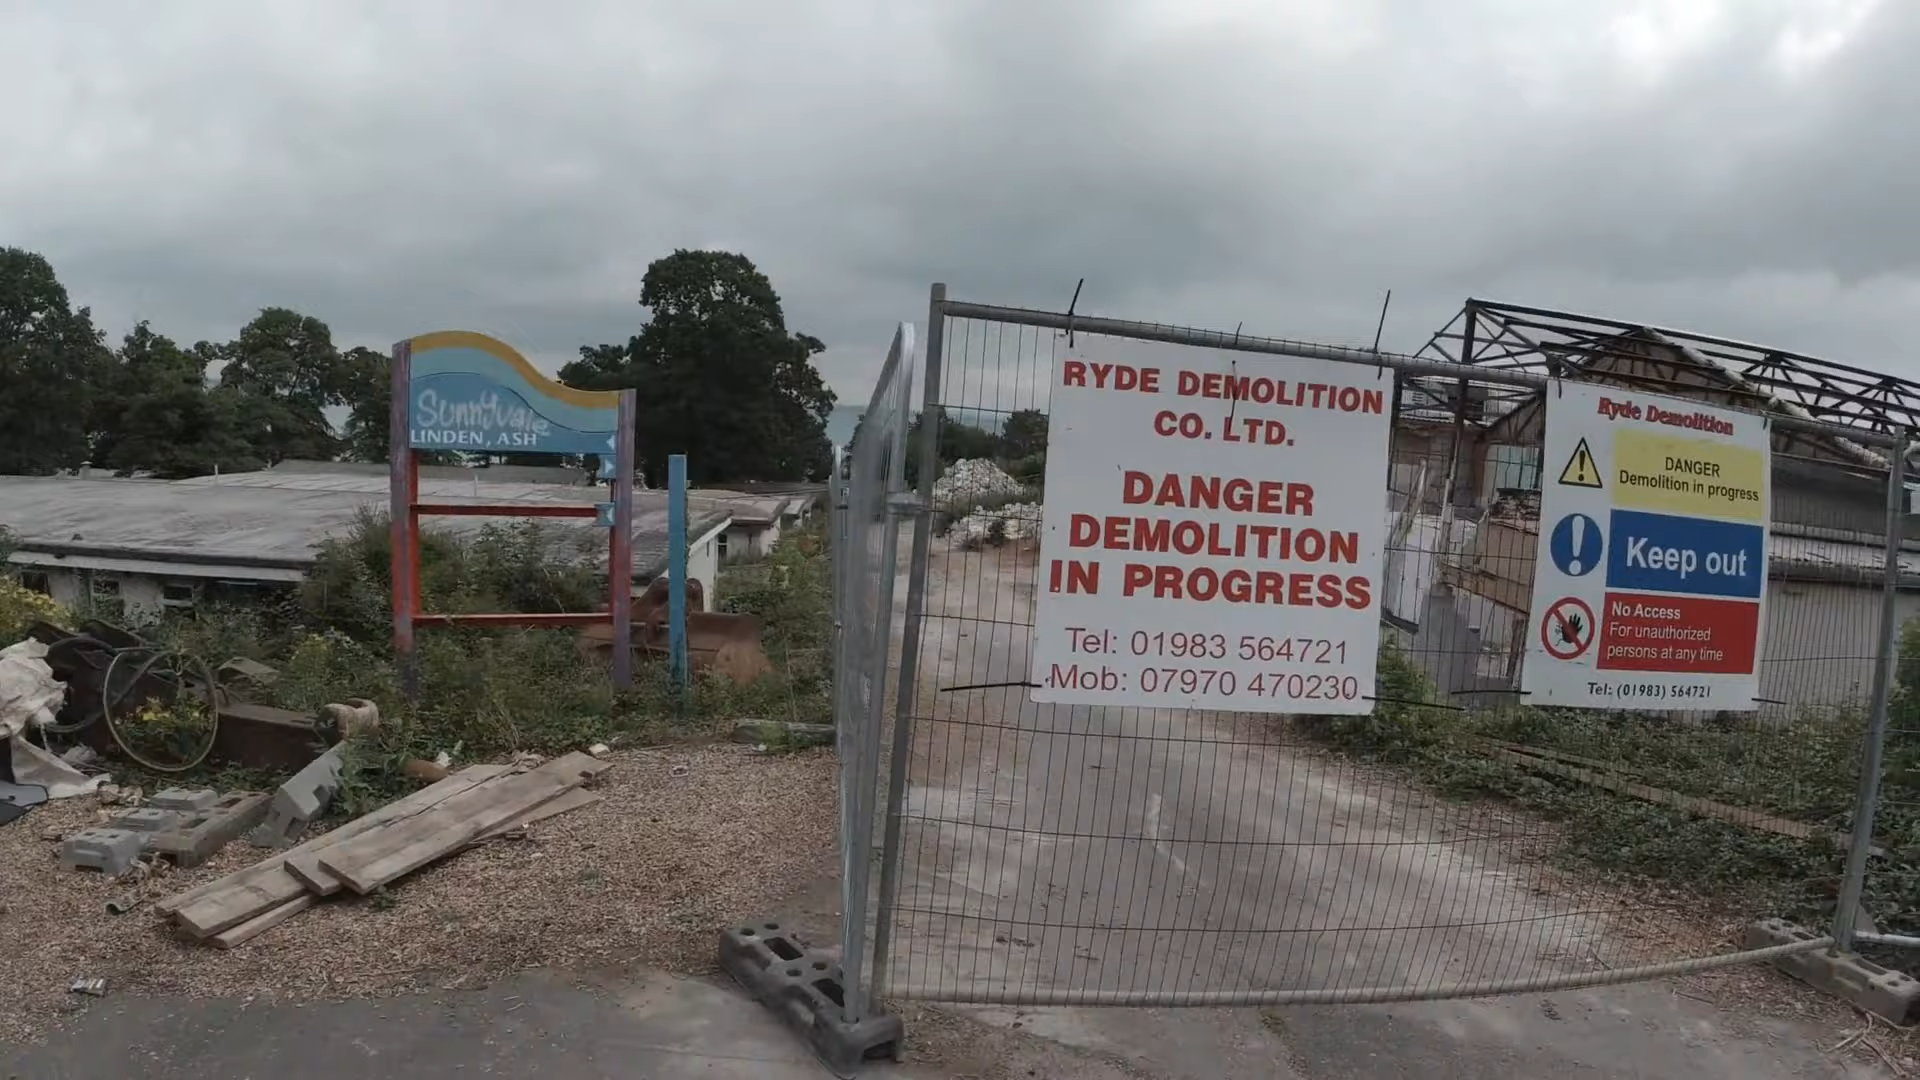 Sunnyvale
LINDEN, ASH
RYDE DEMOLITION
CO. LTD.
DANGER
DEMOLITION
IN PROGRESS
Tel: 01983 564721
Mob: 07970 470230
Ryde Demolition
DANGER
Demolition in progress
Keep out
No Access
For unauthorized
persons at any time
Tel: (01983) 564721